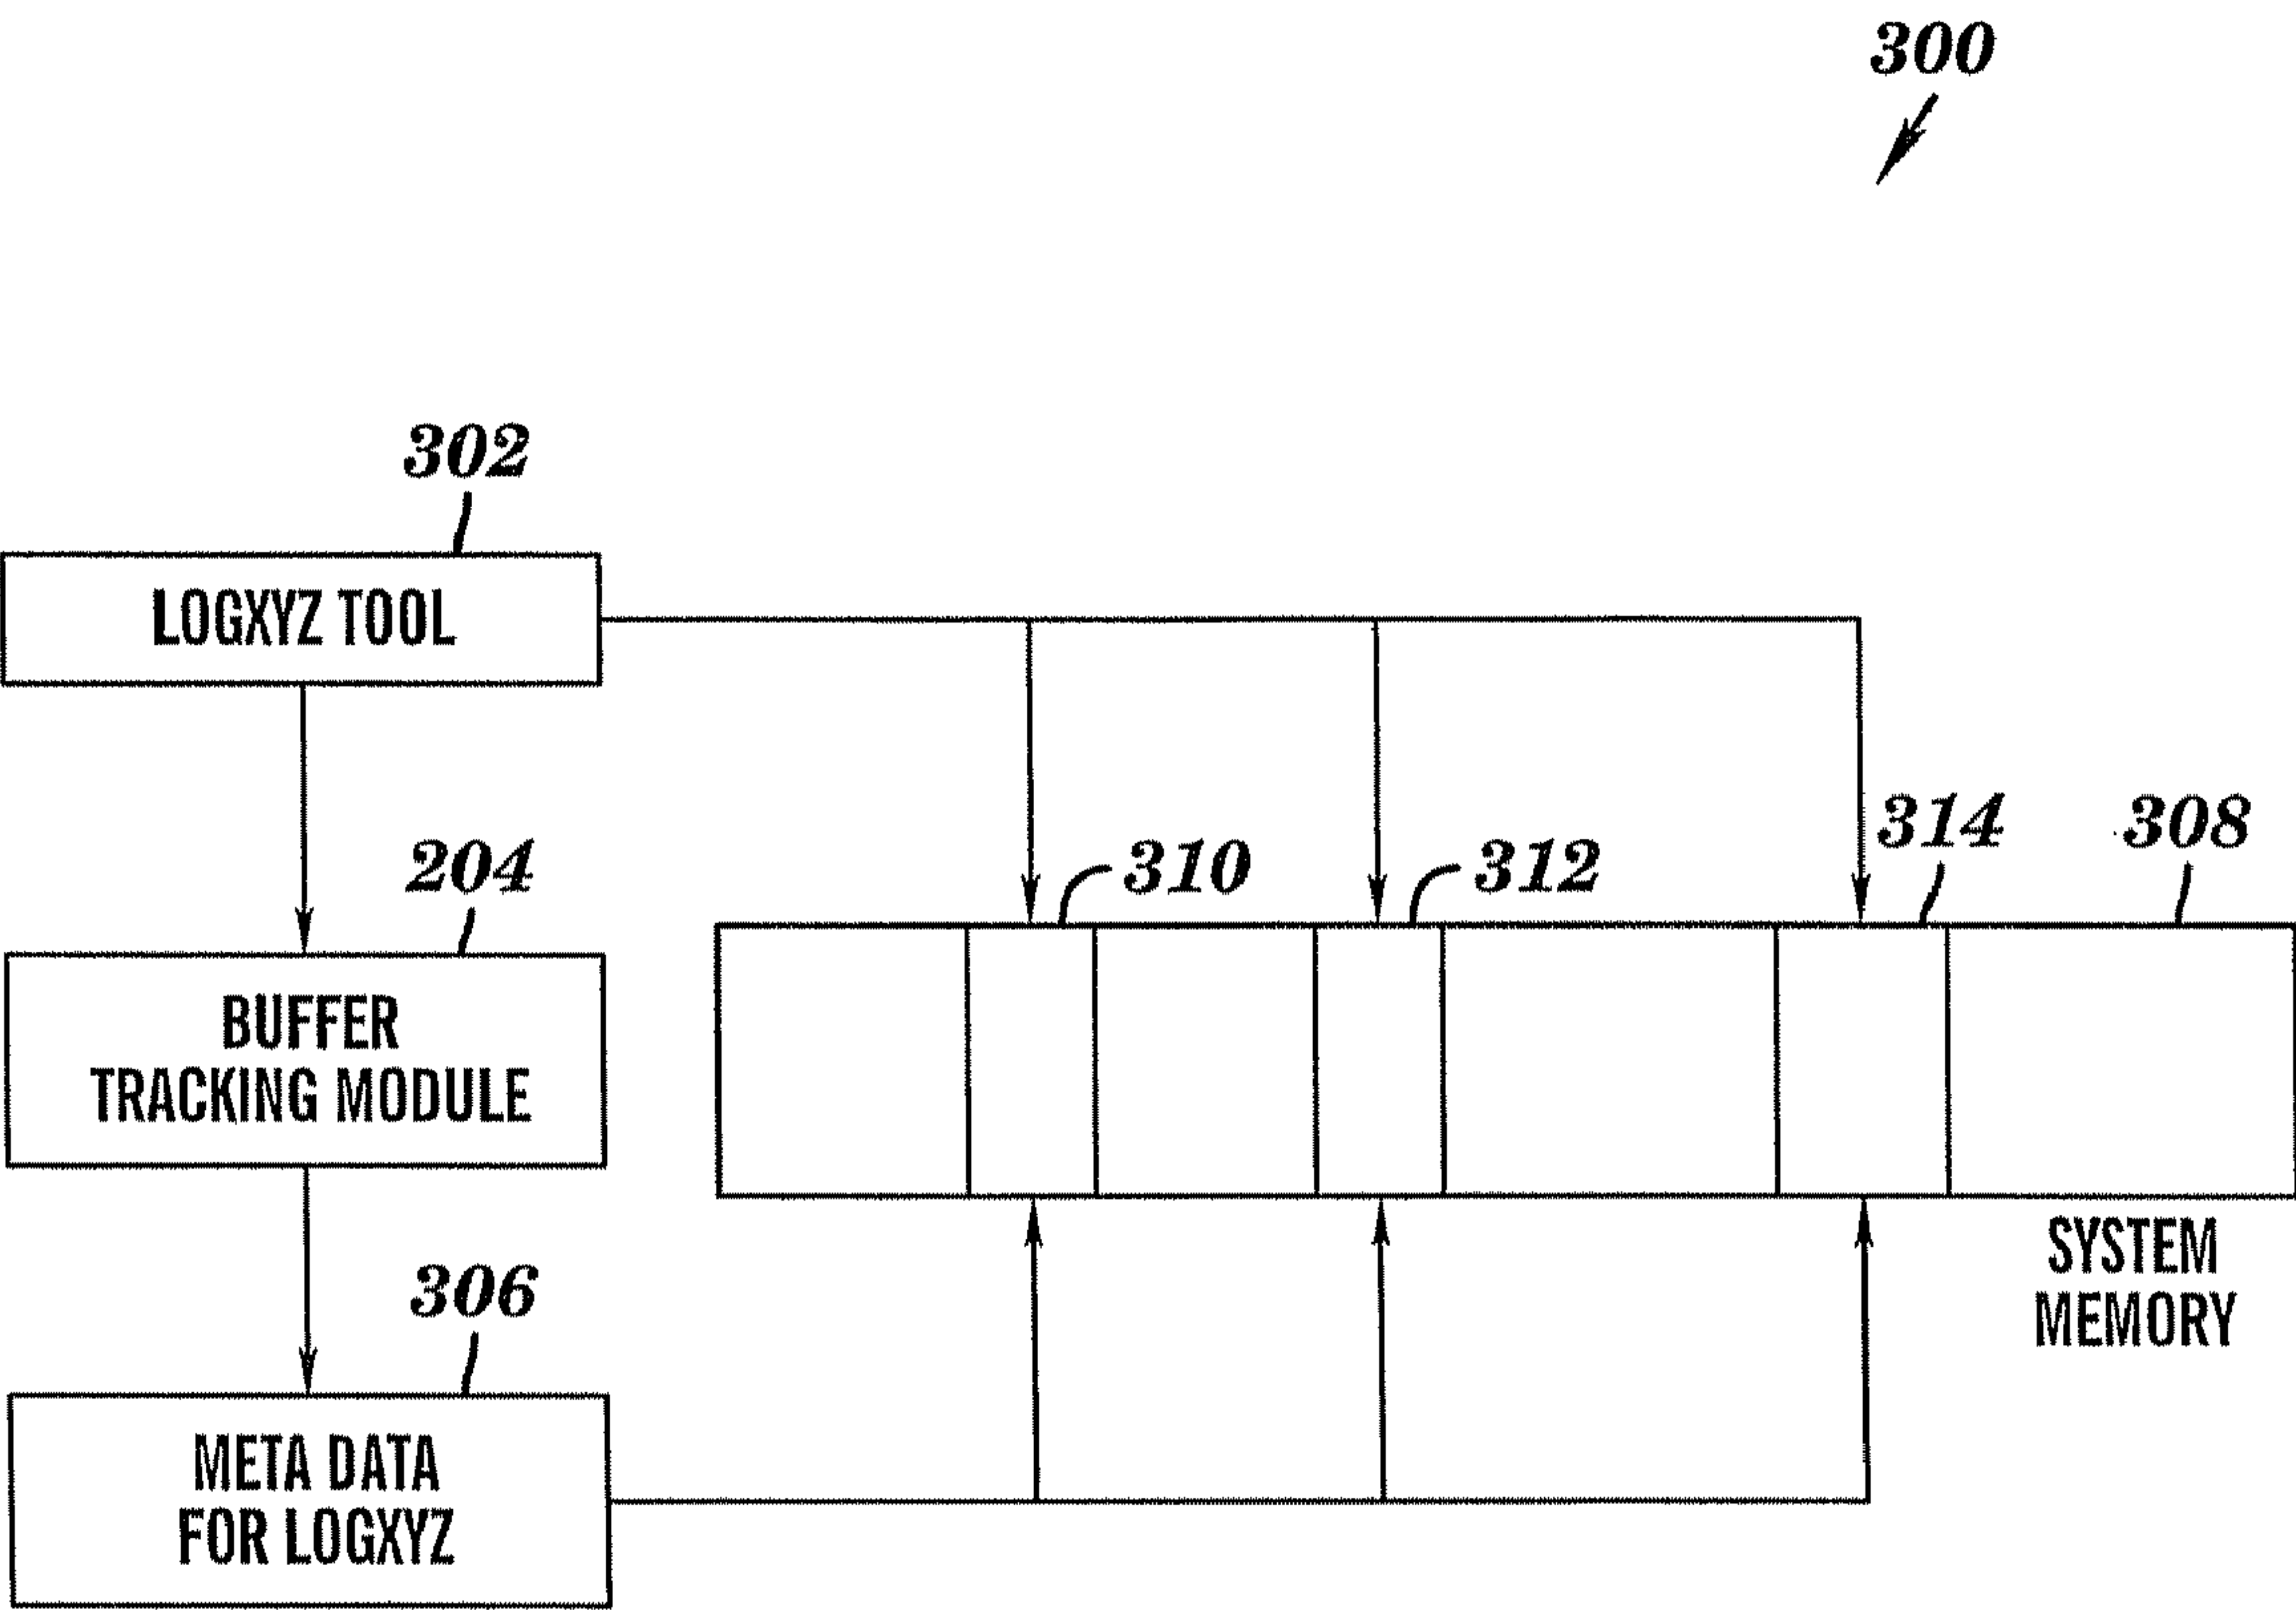 300
302
LOGXYZ TOOL
204
310
312
314
308
BUFFER
TRACKING MODULE
SYSTEM
MEMORY
306
META DATA
FOR LOGXYZ